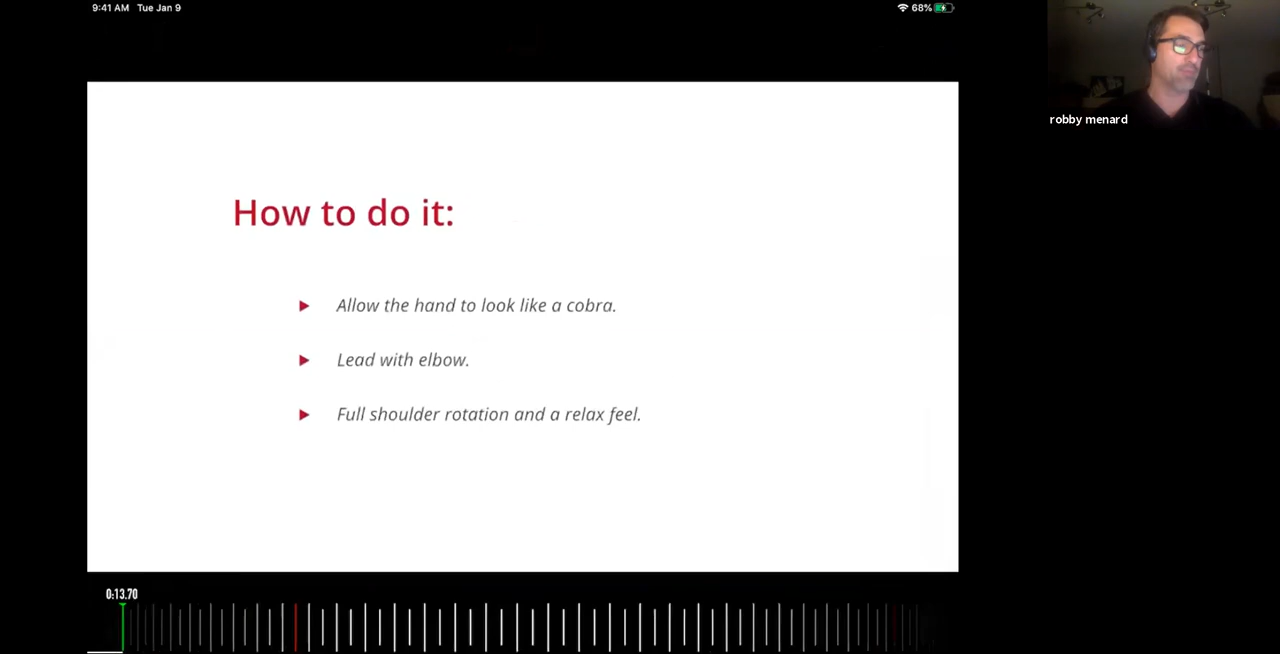 9:41 AM Tue Jan 9
68%
robby menard
How to do it:
Allow the hand to look like a cobra.
Lead with elbow.
Full shoulder rotation and a relax feel.
0:13.70